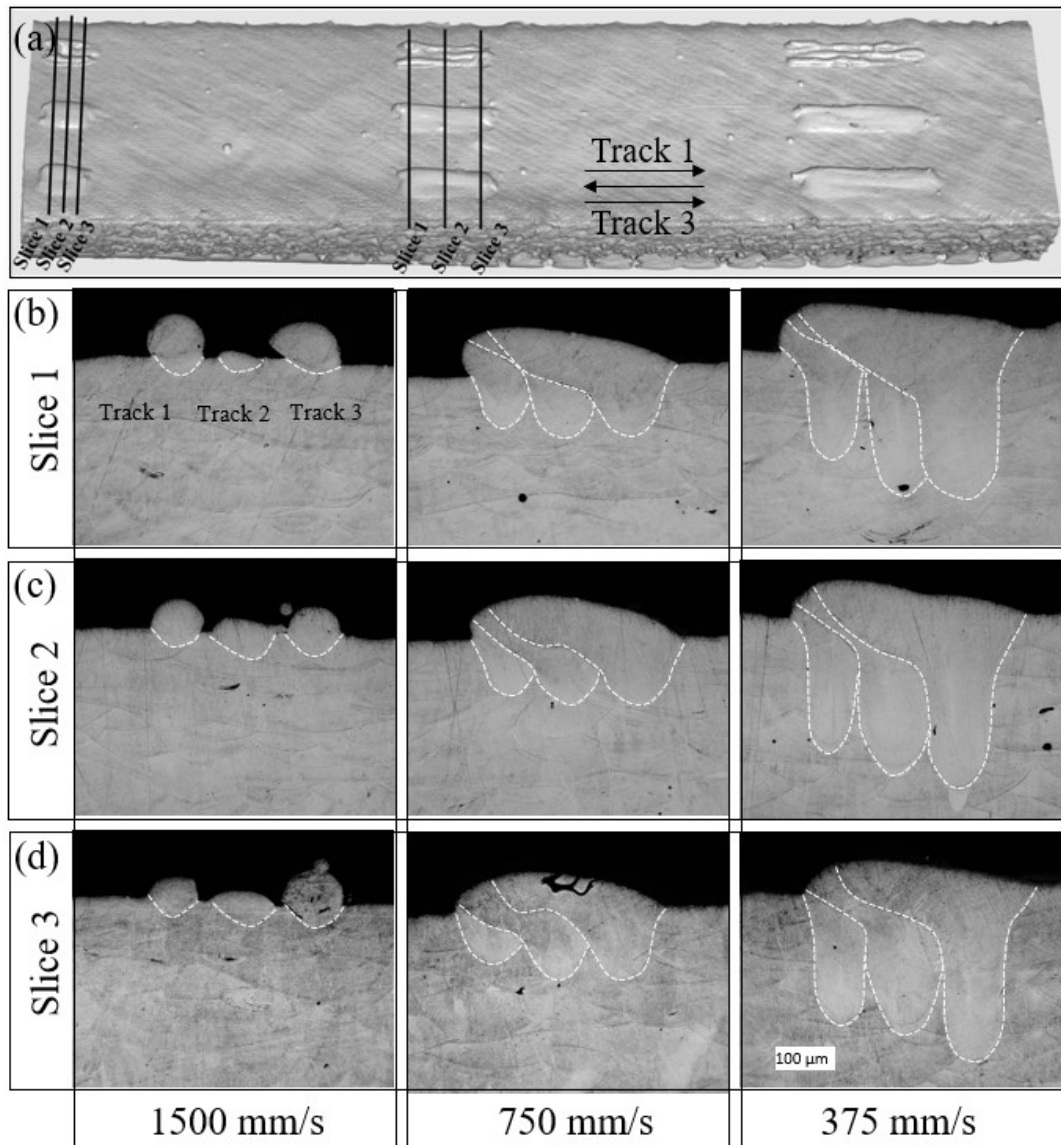 (a)
Slice 1
Slice 2
Slice 3
Slice 1
Slice 2
Slice 3
Track 1
Track 3
(b)
Slice 1
Track 1
Track 2
Track 3
(c)
Slice 2
(d)
Slice 3
100 µm
1500 mm/s
750 mm/s
375 mm/s